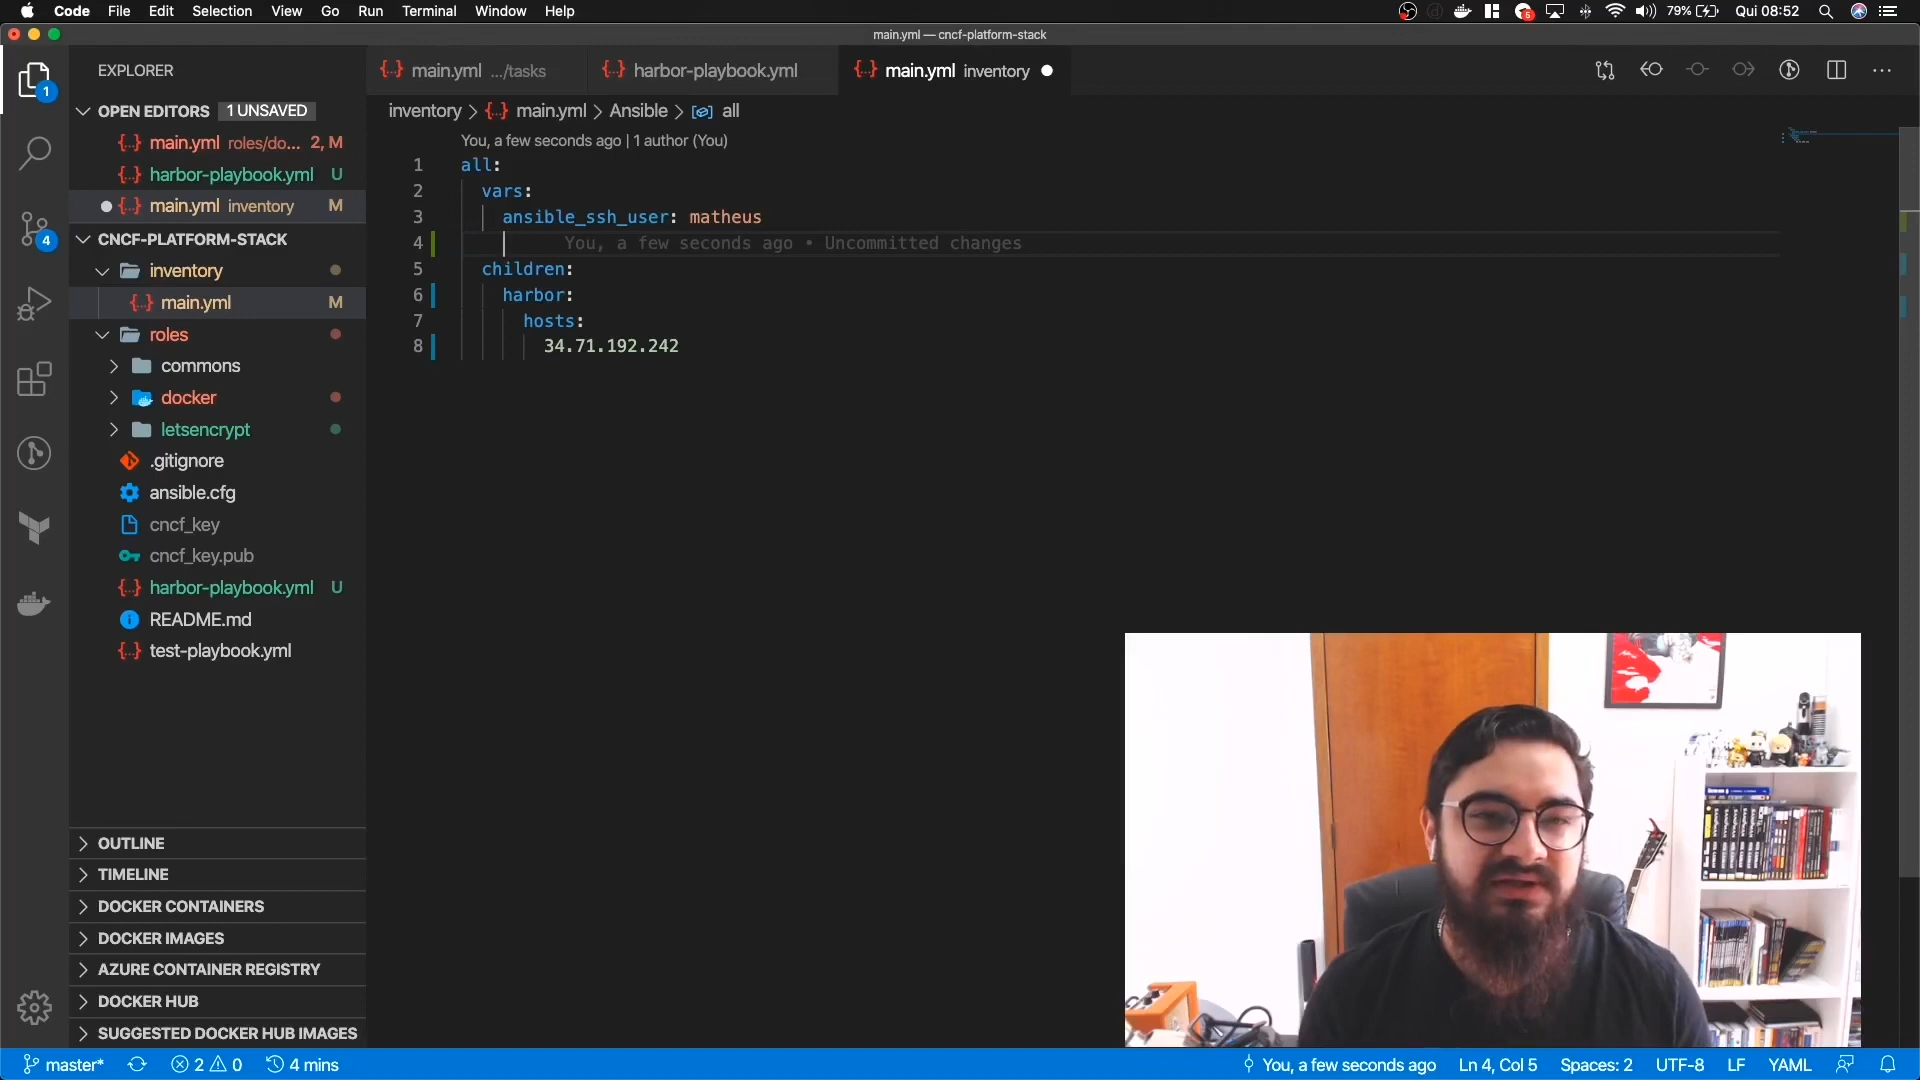 Code File Edit Selection View Go Run Terminal Window Help
5 79% Qui 08:52
main.yml — cncf-platform-stack
EXPLORER
1
4
OPEN EDITORS 1 UNSAVED
{..} main.yml roles/do... 2, M
{..} harbor-playbook.yml U
{..} main.yml inventory M
CNCF-PLATFORM-STACK
inventory
{..} main.yml M
roles
commons
docker
letsencrypt
.gitignore
ansible.cfg
cncf_key
cncf_key.pub
{..} harbor-playbook.yml U
README.md
{..} test-playbook.yml
OUTLINE
TIMELINE
DOCKER CONTAINERS
DOCKER IMAGES
AZURE CONTAINER REGISTRY
DOCKER HUB
SUGGESTED DOCKER HUB IMAGES
{..} main.yml .../tasks {..} harbor-playbook.yml {..} main.yml inventory
inventory > {..} main.yml > Ansible > all
You, a few seconds ago | 1 author (You)
1 all:
2 vars:
3 ansible_ssh_user: matheus
4 You, a few seconds ago • Uncommitted changes
5 children:
6 harbor:
7 hosts:
8 34.71.192.242
master* 2 0 4 mins You, a few seconds ago Ln 4, Col 5 Spaces: 2 UTF-8 LF YAML